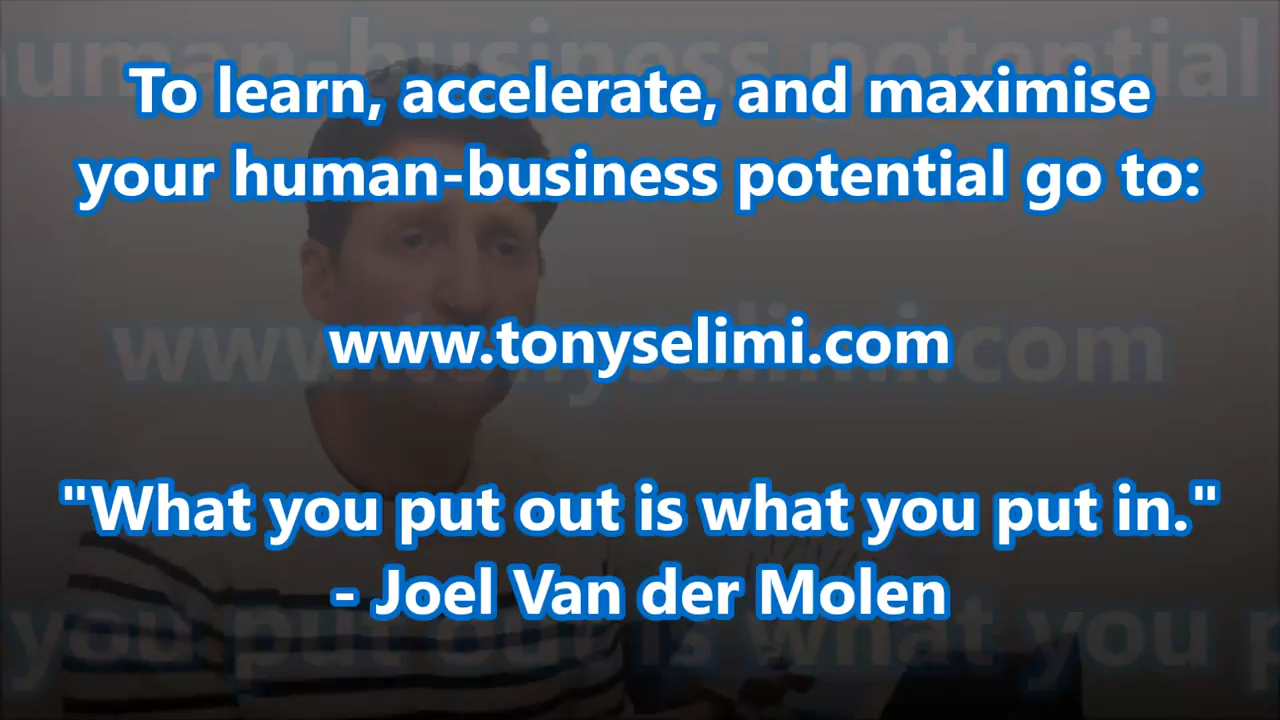 To learn, accelerate, and maximise
your human-business potential go to:
www.tonyselimi.com
"What you put out is what you put in."
- Joel Van der Molen